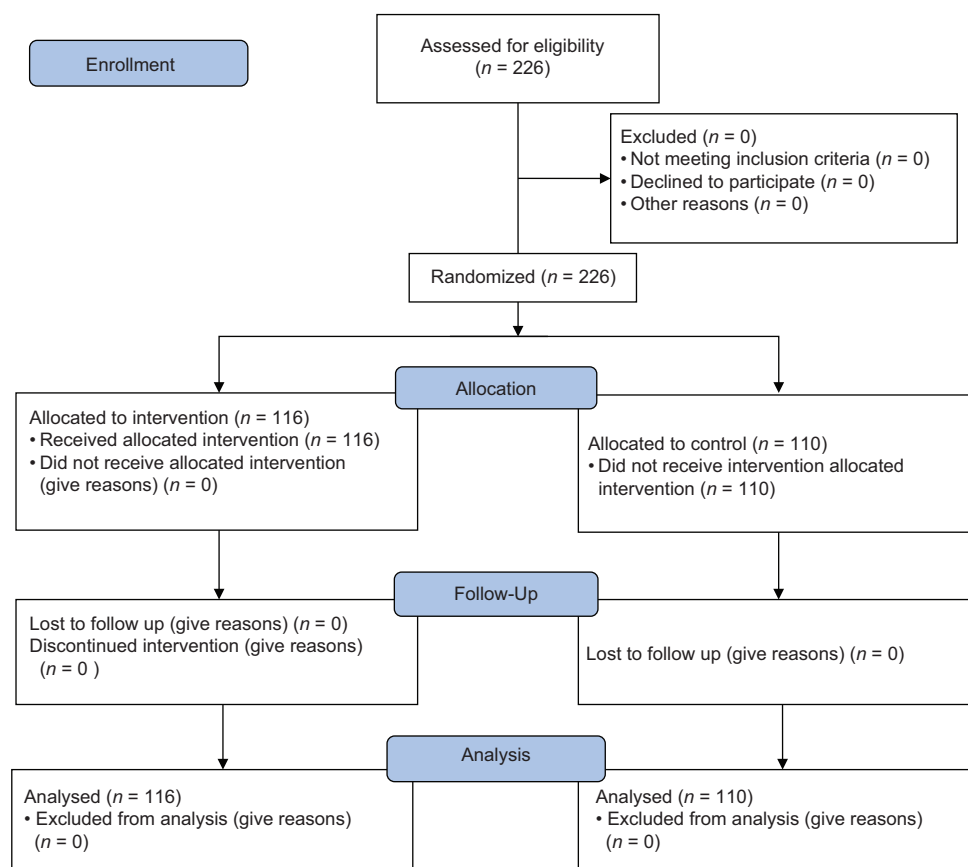 Assessed for eligibility
(n = 226)
Enrollment
Excluded (n = 0)
• Not meeting inclusion criteria (n = 0)
• Declined to participate (n = 0)
• Other reasons (n = 0)
Randomized (n = 226)
Allocation
Allocated to intervention (n = 116)
• Received allocated intervention (n = 116)
• Did not receive allocated intervention
(give reasons) (n = 0)
Allocated to control (n = 110)
• Did not receive intervention allocated
intervention (n = 110)
Follow-Up
Lost to follow up (give reasons) (n = 0)
Discontinued intervention (give reasons)
(n = 0 )
Lost to follow up (give reasons) (n = 0)
Analysis
Analysed (n = 116)
• Excluded from analysis (give reasons)
(n = 0)
Analysed (n = 110)
• Excluded from analysis (give reasons)
(n = 0)